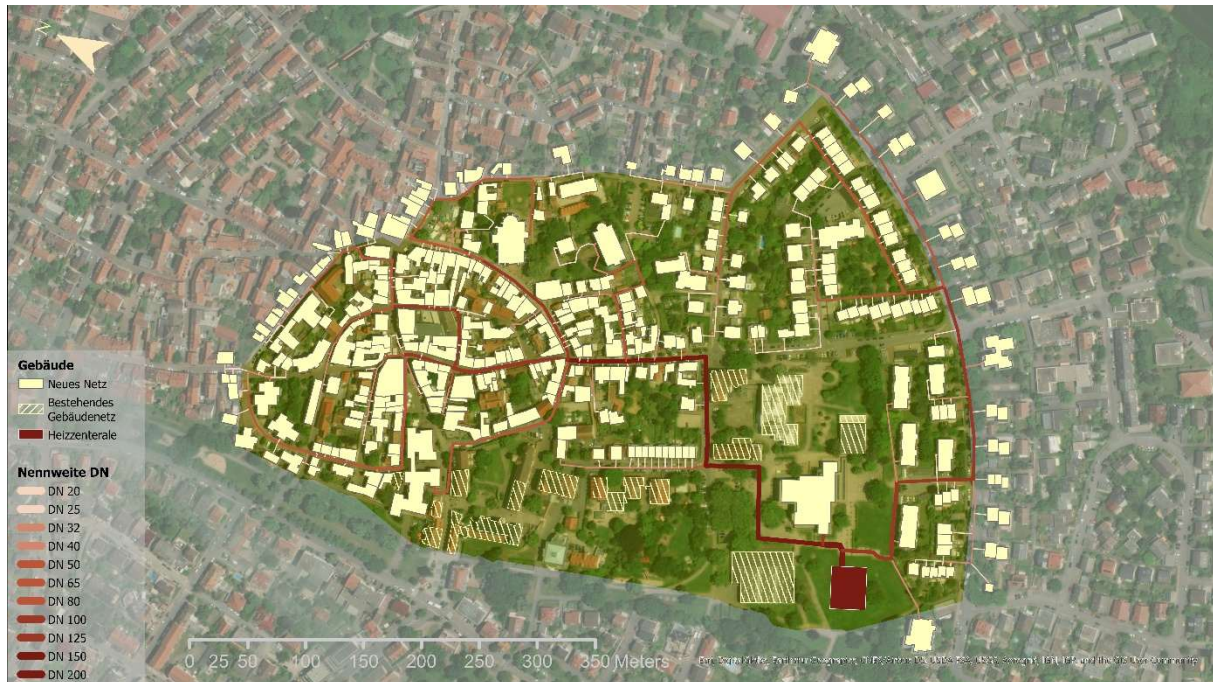 N
Gebäude
Neues Netz
Bestehendes
Gebäudenetz
Heizzenterale
Nennweite DN
DN 20
DN 25
DN 32
DN 40
DN 50
DN 65
DN 80
DN 100
DN 125
DN 150
DN 200
0 25 50 100 150 200 250 300 350 Meters